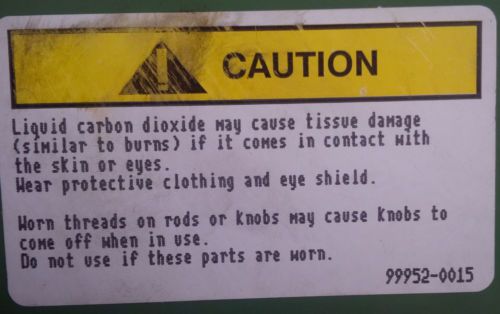 CAUTION
Liquid carbon dioxide may cause tissue damage
(similar to burns) if it comes in contact with
the skin or eyes.
Wear protective clothing and eye shield.
Worn threads on rods or knobs may cause knobs to
come off when in use.
Do not use if these parts are worn.
99952-0015